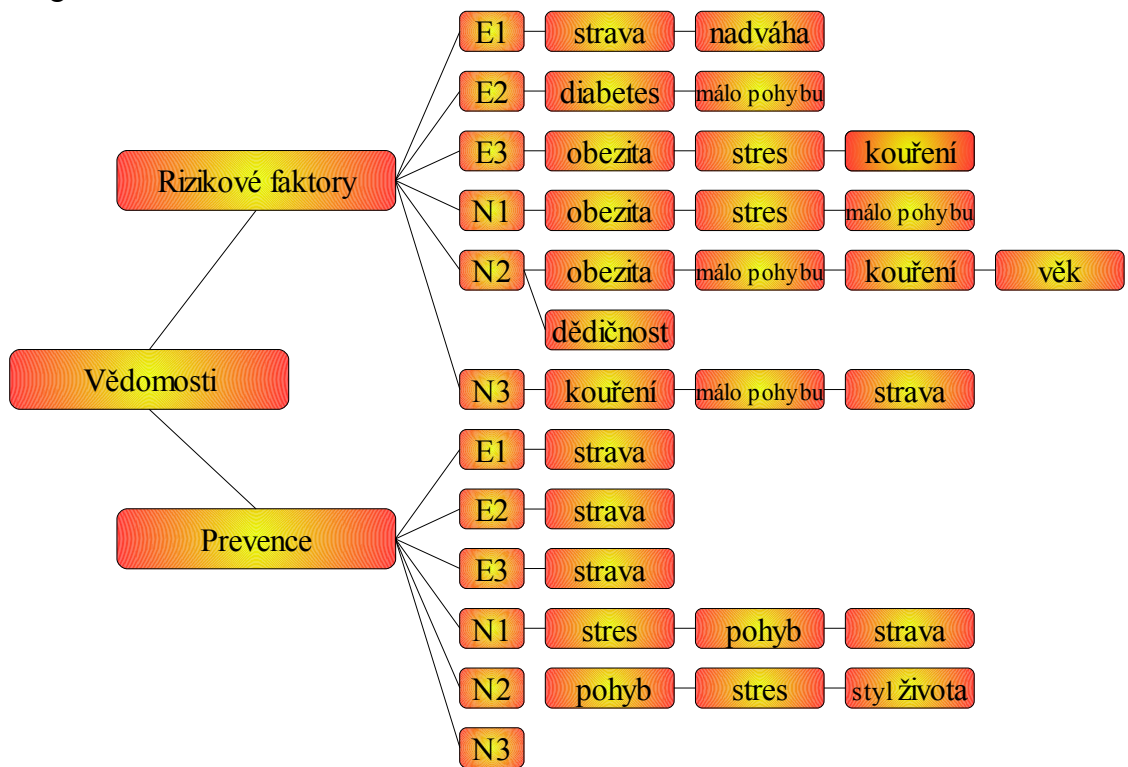 E1 strava nadváha
E2 diabetes málo pohybu
E3 obezita stres kouření
Rizikové faktory
N1 obezita stres málo pohybu
N2 obezita málo pohybu kouření věk
dědičnost
Vědomosti
N3 kouření málo pohybu strava
E1 strava
E2 strava
Prevence
E3 strava
N1 stres pohyb strava
N2 pohyb stres styl života
N3